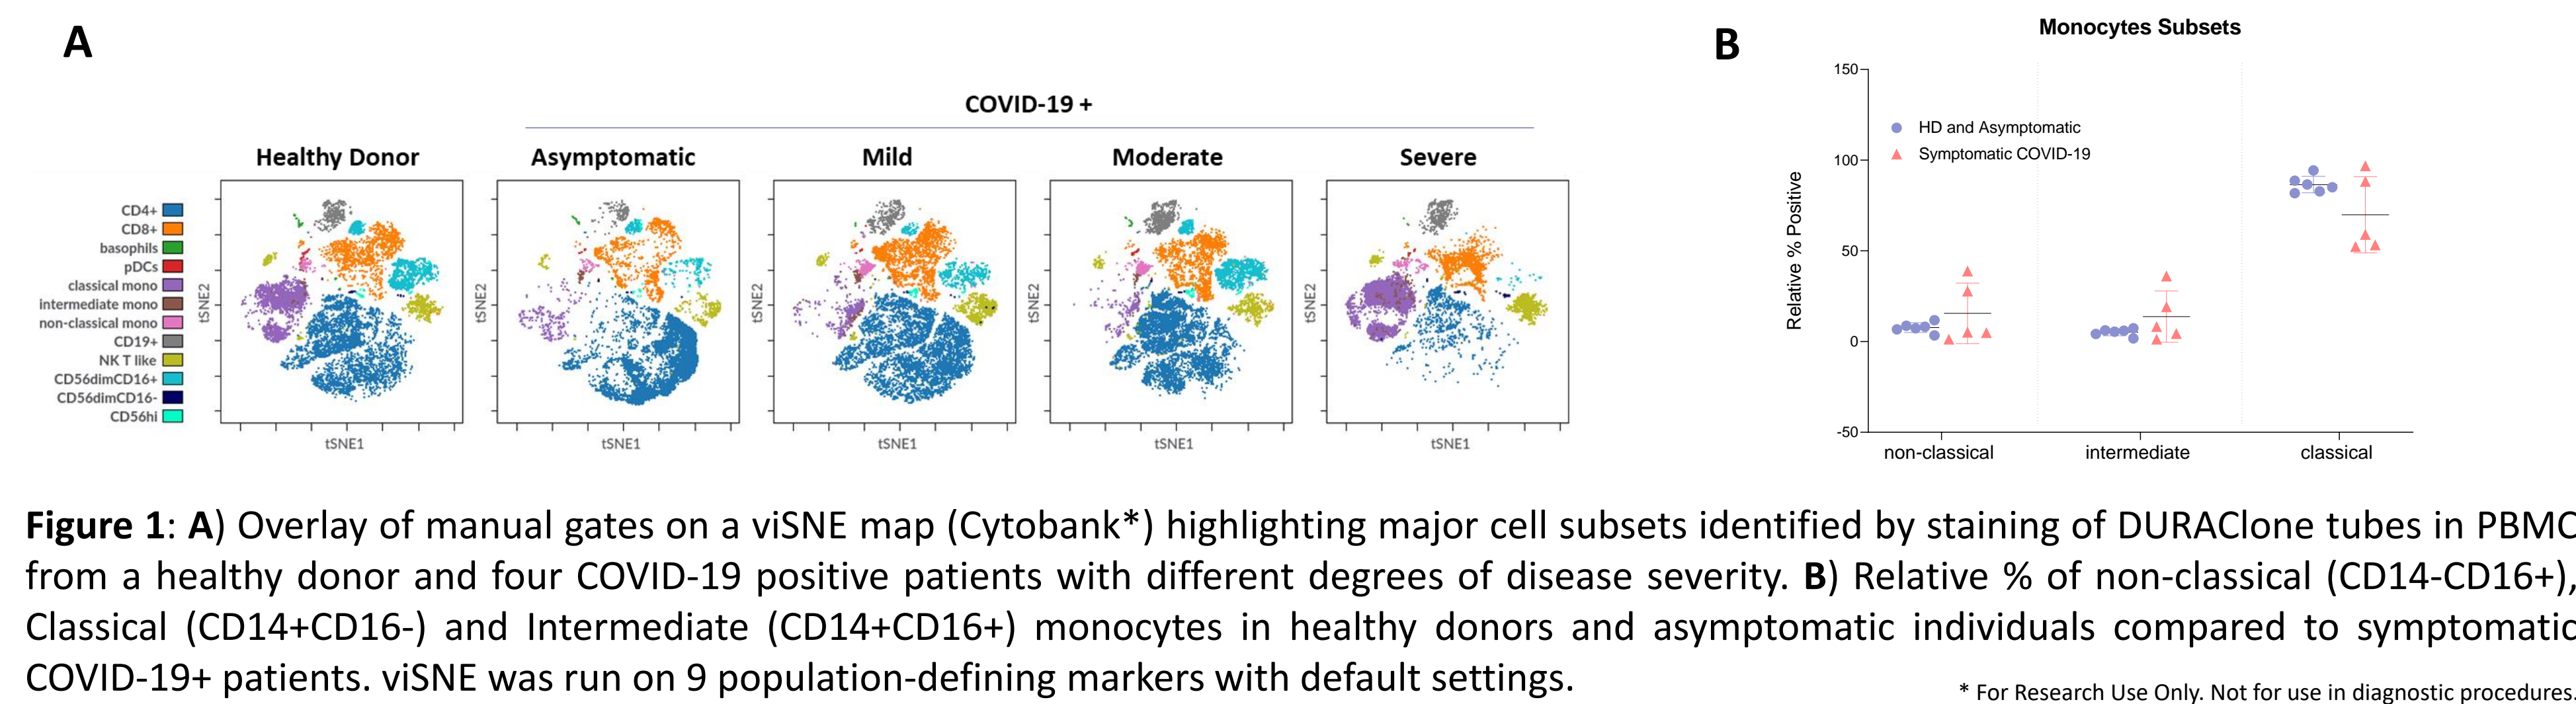 A
B
Monocytes Subsets
COVID-19 +
Healthy Donor
Asymptomatic
Mild
Moderate
Severe
CD4+
CD8+
basophils
pDCs
classical mono
intermediate mono
non-classical mono
CD19+
NK T like
CD56dimCD16+
CD56dimCD16-
CD56hi
tSNE2
tSNE2
tSNE2
tSNE2
tSNE2
tSNE1
tSNE1
tSNE1
tSNE1
tSNE1
Relative % Positive
150
100
50
0
-50
HD and Asymptomatic
Symptomatic COVID-19
non-classical
intermediate
classical
Figure 1: A) Overlay of manual gates on a viSNE map (Cytobank*) highlighting major cell subsets identified by staining of DURAClone tubes in PBMC
from a healthy donor and four COVID-19 positive patients with different degrees of disease severity. B) Relative % of non-classical (CD14-CD16+),
Classical (CD14+CD16-) and Intermediate (CD14+CD16+) monocytes in healthy donors and asymptomatic individuals compared to symptomatic
COVID-19+ patients. viSNE was run on 9 population-defining markers with default settings.
* For Research Use Only. Not for use in diagnostic procedures.